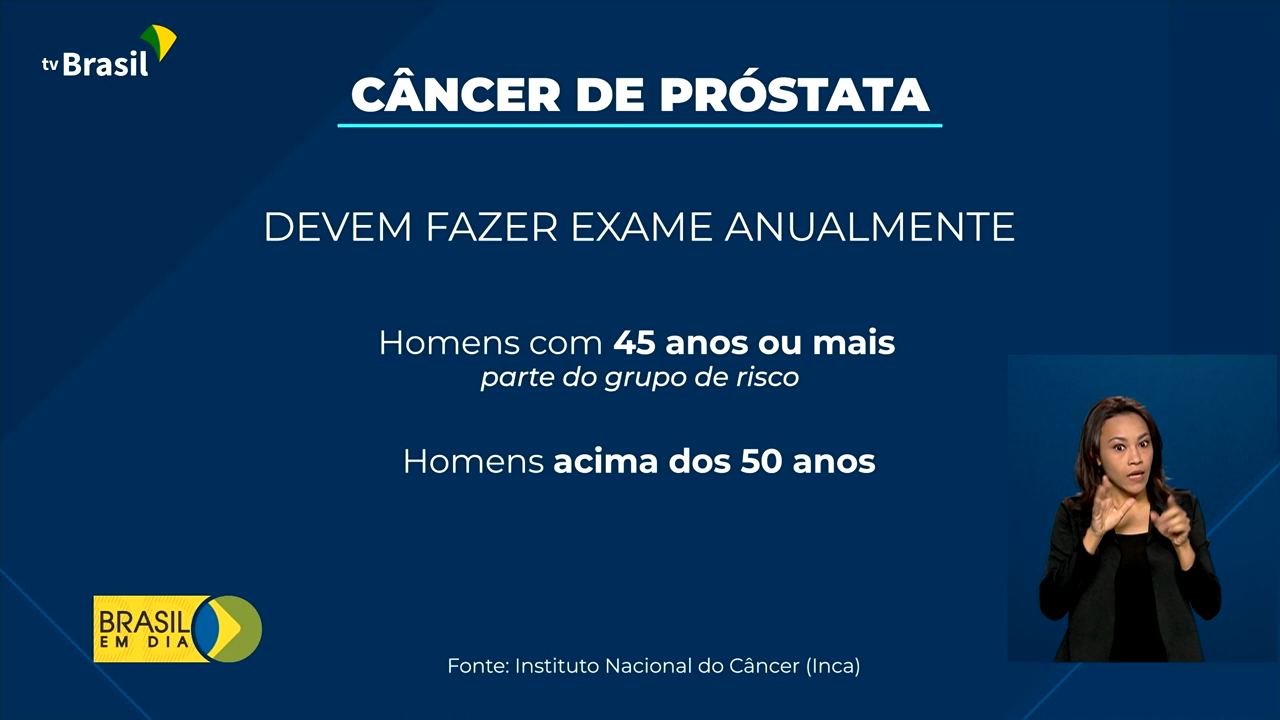 tv Brasil
CÂNCER DE PRÓSTATA
DEVEM FAZER EXAME ANUALMENTE
Homens com 45 anos ou mais
parte do grupo de risco
Homens acima dos 50 anos
BRASIL
EM DIA
Fonte: Instituto Nacional do Câncer (Inca)